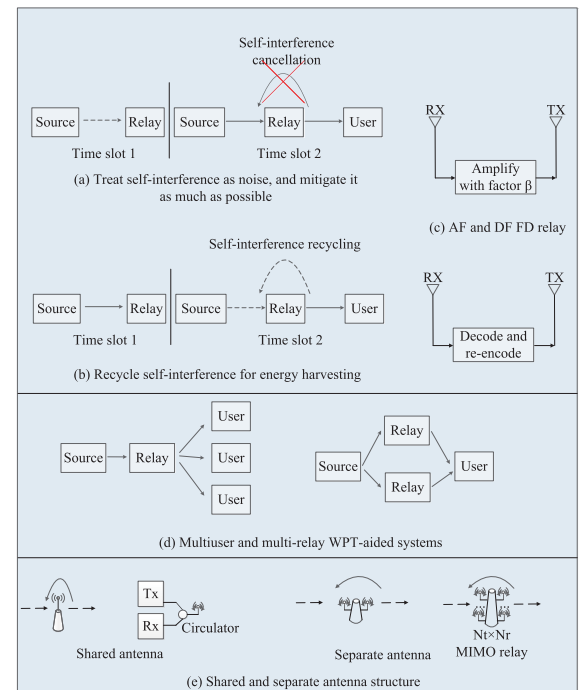 Self-interference
cancellation
Source
Relay
Source
Relay
User
Time slot 1
Time slot 2
(a) Treat self-interference as noise, and mitigate it
as much as possible
RX
TX
Amplify
with factor β
(c) AF and DF FD relay
Self-interference recycling
Source
Relay
Source
Relay
User
Time slot 1
Time slot 2
(b) Recycle self-interference for energy harvesting
RX
TX
Decode and
re-encode
Source
Relay
User
User
User
Source
Relay
Relay
User
(d) Multiuser and multi-relay WPT-aided systems
Tx
Rx
Circulator
Shared antenna
Separate antenna
Nt×Nr
MIMO relay
(e) Shared and separate antenna structure